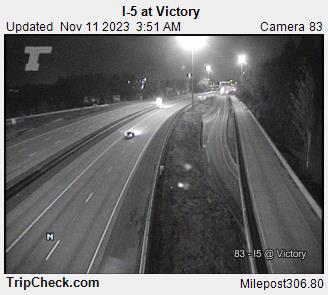 I-5 at Victory
Updated Nov 11 2023 3:51 AM Camera 83
T
N
83 - I5 @ Victory
TripCheck.com Milepost306.80